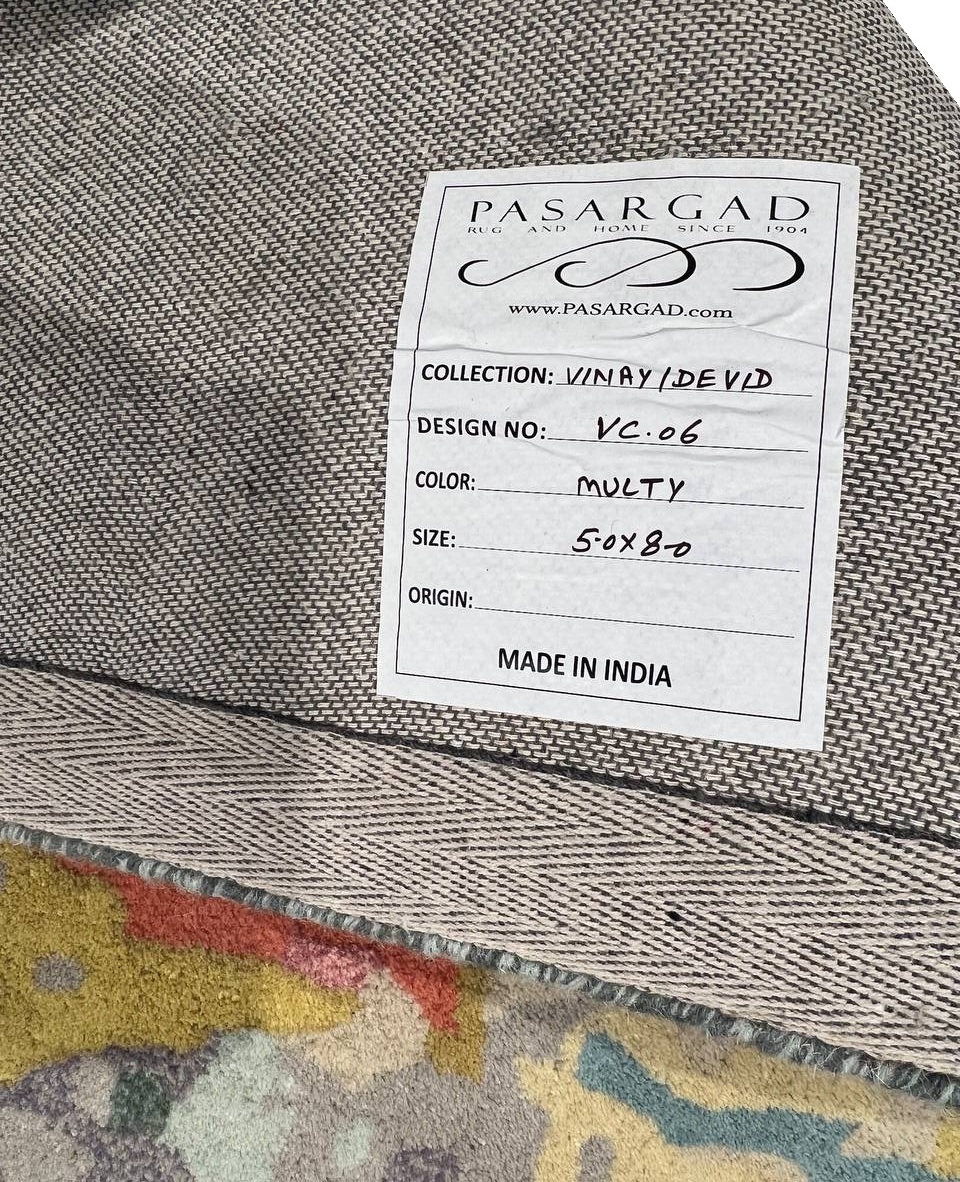 PASARGAD
RUG AND HOME SINCE 1904
www.PASARGAD.com
COLLECTION: VINAY/DEVID
DESIGN NO: VC.06
COLOR: MULTY
SIZE: 5-0X8-0
ORIGIN:
MADE IN INDIA